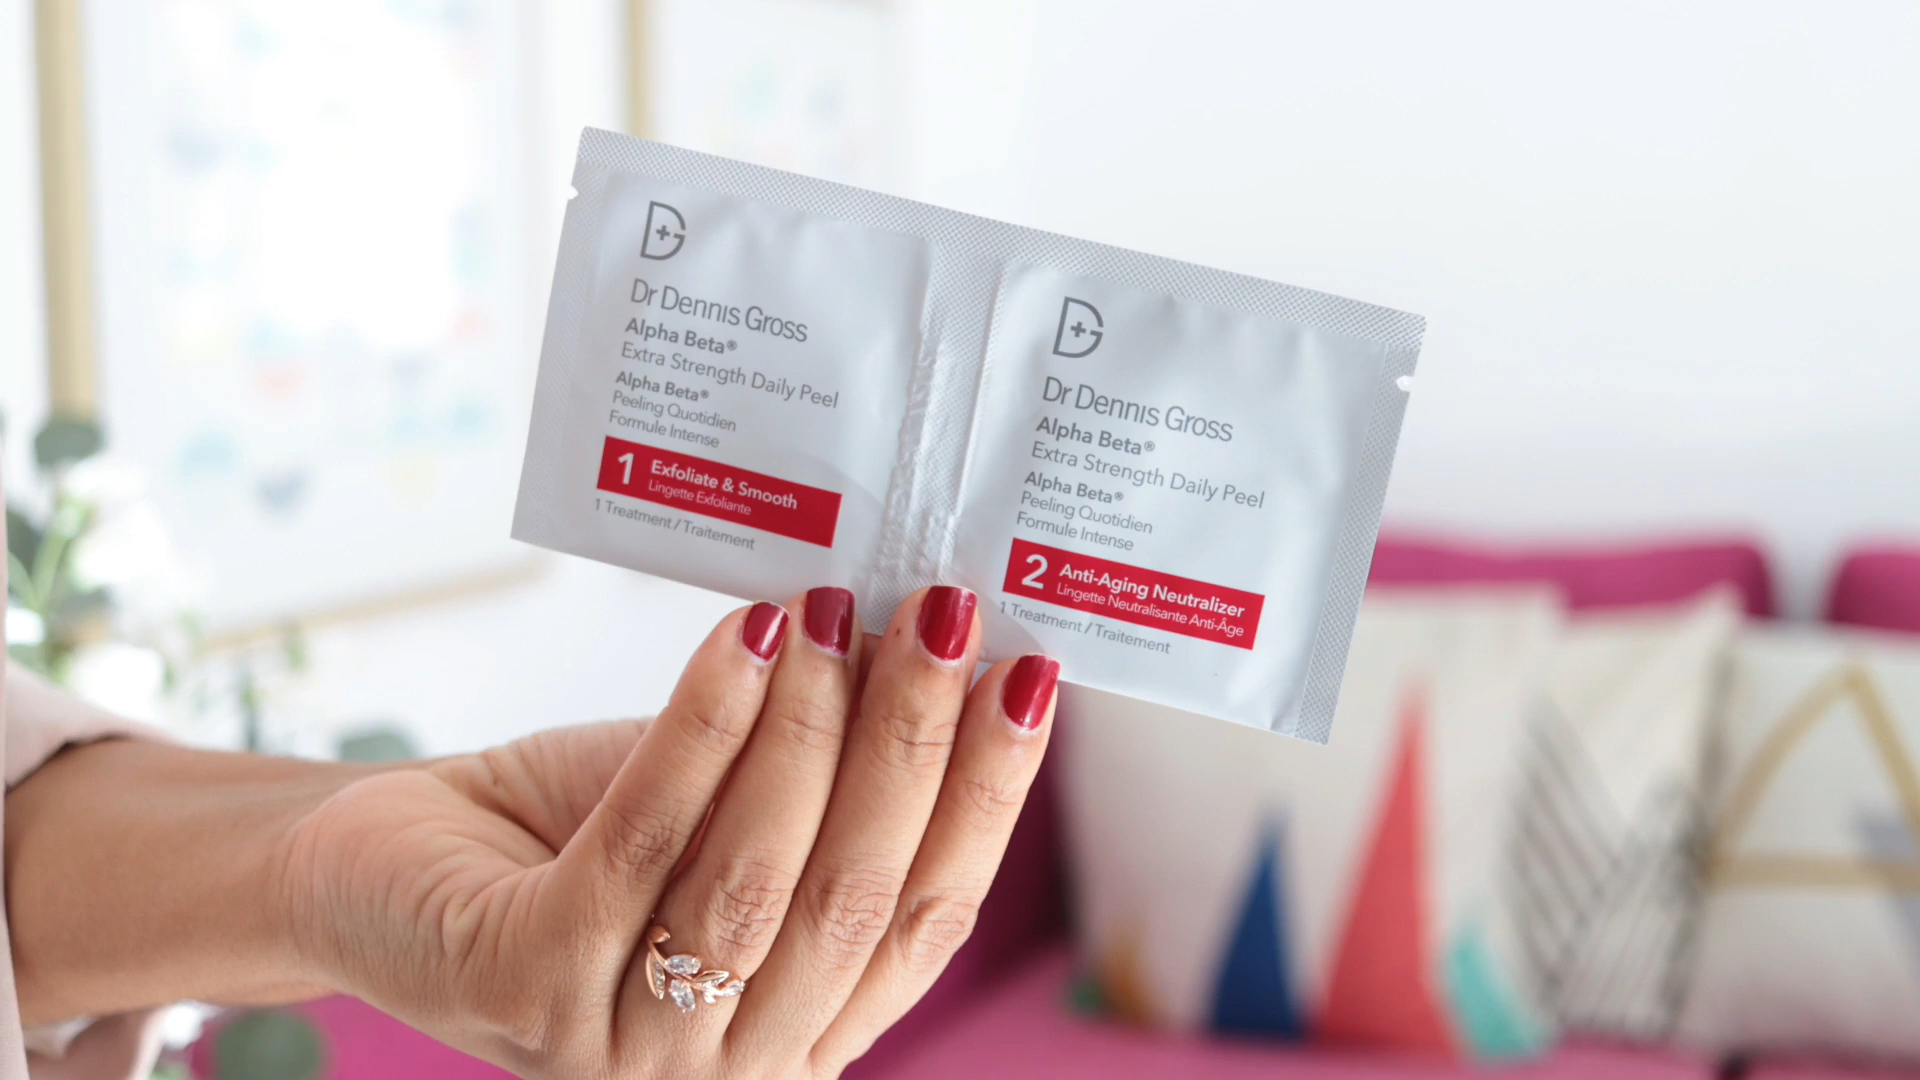 Dr Dennis Gross
Alpha Beta®
Extra Strength Daily Peel
Alpha Beta®
Peeling Quotidien
Formule Intense
1 Exfoliate & Smooth
Lingette Exfoliante
1 Treatment / Traitement
Dr Dennis Gross
Alpha Beta®
Extra Strength Daily Peel
Alpha Beta®
Peeling Quotidien
Formule Intense
2 Anti-Aging Neutralizer
Lingette Neutralisante Anti-Âge
1 Treatment / Traitement